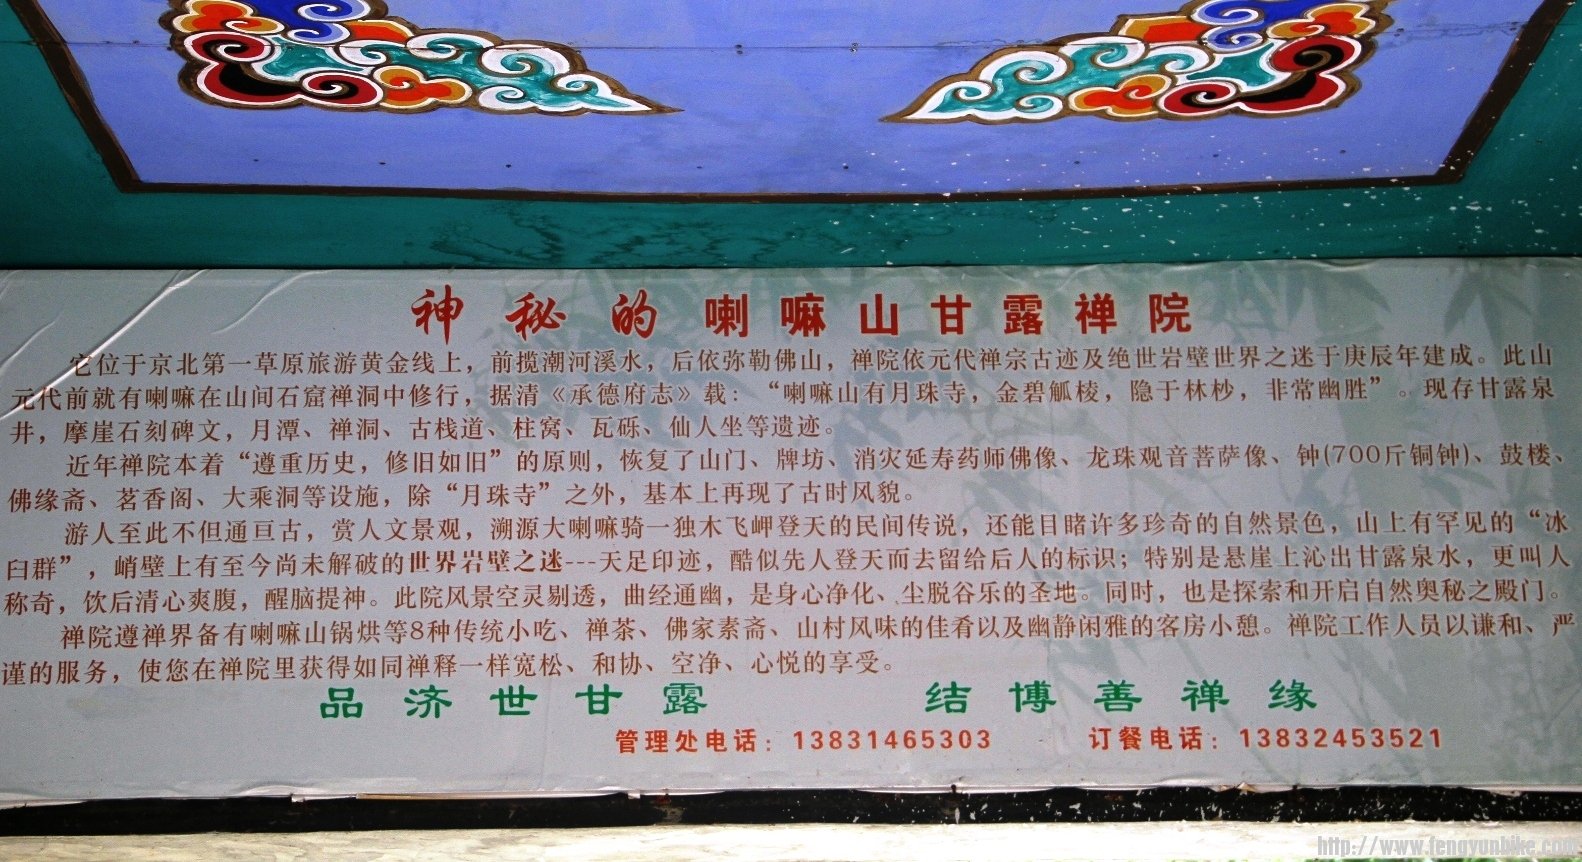 神秘的喇嘛山甘露禅院
它位于京北第一草原旅游黄金线上，前揽潮河溪水，后依弥勒佛山，禅院依元代禅宗古迹及绝世岩壁世界之迷于庚辰年建成。此山
元代前就有喇嘛在山间石窟禅洞中修行，据清《承德府志》载：“喇嘛山有月珠寺，金碧觚棱，隐于林杪，非常幽胜”。现存甘露泉
井，摩崖石刻碑文，月潭、禅洞、古栈道、柱窝、瓦砾、仙人坐等遗迹。
近年禅院本着“遵重历史，修旧如旧”的原则，恢复了山门、牌坊、消灾延寿药师佛像、龙珠观音菩萨像、钟(700斤铜钟)、鼓楼、
佛缘斋、茗香阁、大乘洞等设施，除“月珠寺”之外，基本上再现了古时风貌。
游人至此不但通亘古，赏人文景观，溯源大喇嘛骑一独木飞岬登天的民间传说，还能目睹许多珍奇的自然景色，山上有罕见的“冰
臼群”，峭壁上有至今尚未解破的世界岩壁之迷---天足印迹，酷似先人登天而去留给后人的标识；特别是悬崖上沁出甘露泉水，更叫人
称奇，饮后清心爽腹，醒脑提神。此院风景空灵剔透，曲经通幽，是身心净化、尘脱谷乐的圣地。同时，也是探索和开启自然奥秘之殿门。
禅院遵禅界备有喇嘛山锅烘等8种传统小吃、禅茶、佛家素斋、山村风味的佳肴以及幽静闲雅的客房小憩。禅院工作人员以谦和、严
谨的服务，使您在禅院里获得如同禅释一样宽松、和协、空净、心悦的享受。
品济世甘露 结博善禅缘
管理处电话：13831465303 订餐电话：13832453521
http://www.fengyunbike.com